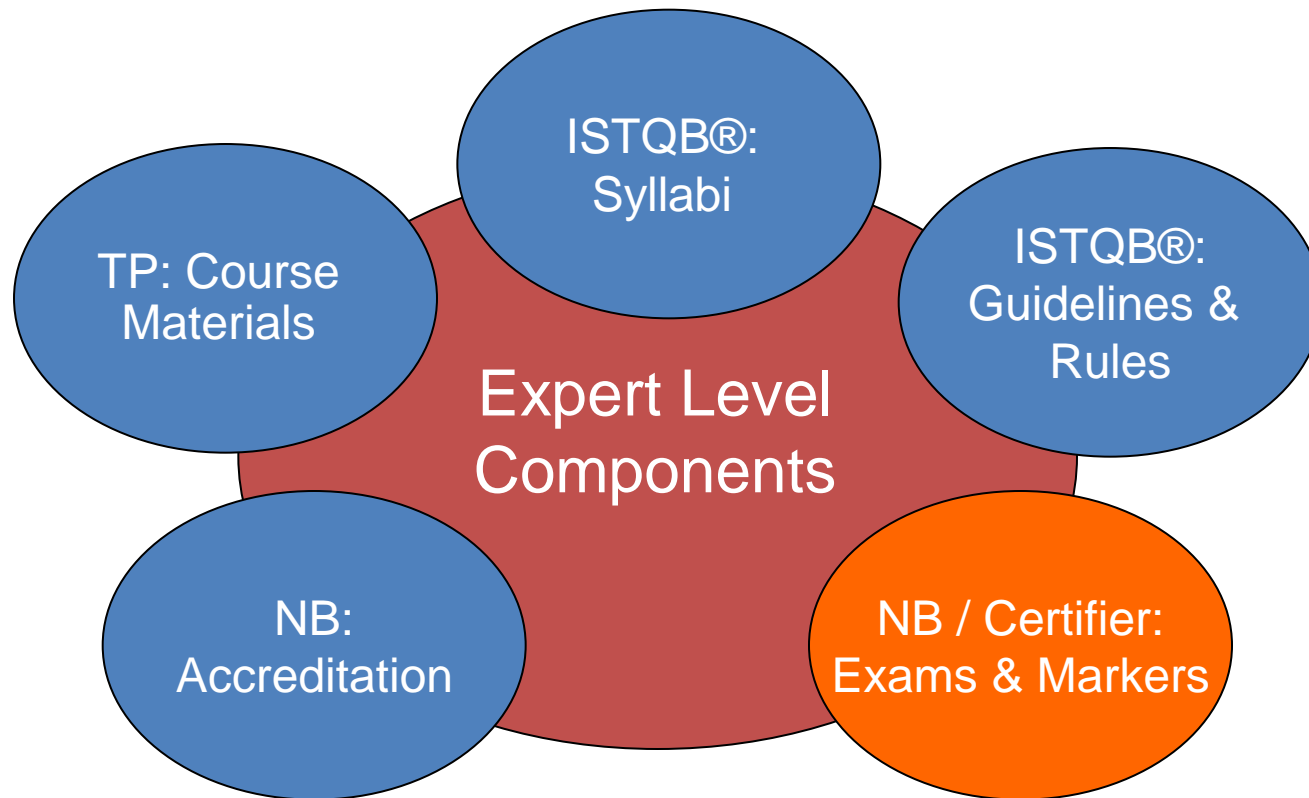 ISTQB®:
Syllabi
TP: Course
Materials
ISTQB®:
Guidelines &
Rules
Expert Level
Components
NB:
Accreditation
NB / Certifier:
Exams & Markers